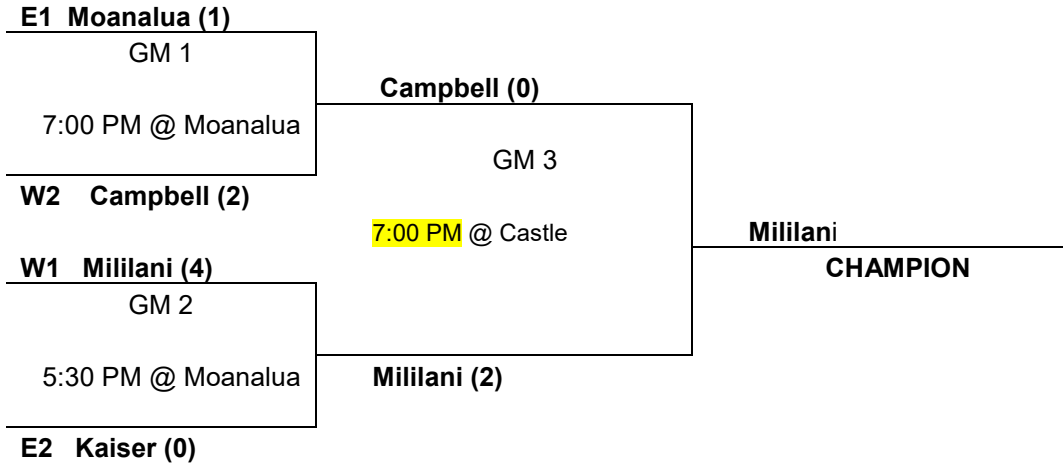 E1 Moanalua (1)
GM 1
7:00 PM @ Moanalua
W2 Campbell (2)
Campbell (0)
GM 3
7:00 PM @ Castle
Mililani
CHAMPION
W1 Mililani (4)
GM 2
5:30 PM @ Moanalua
E2 Kaiser (0)
Mililani (2)